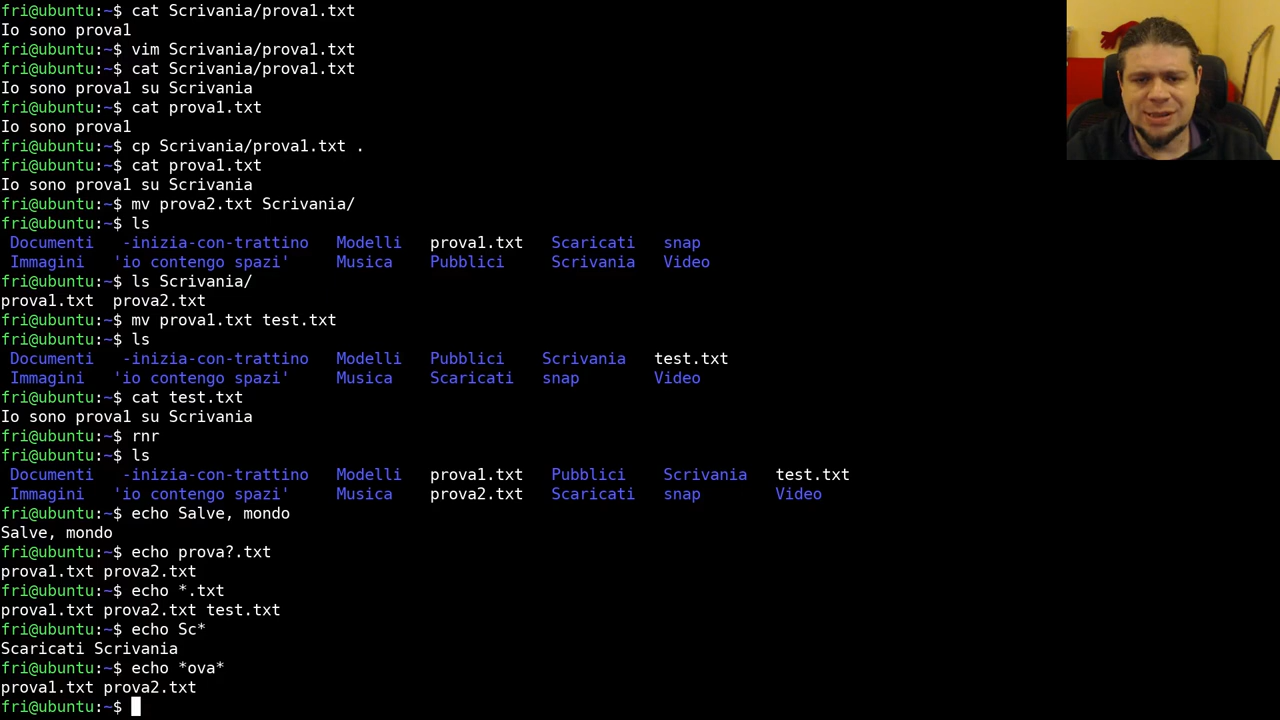 fri@ubuntu:~$ cat Scrivania/prova1.txt
Io sono prova1
fri@ubuntu:~$ vim Scrivania/prova1.txt
fri@ubuntu:~$ cat Scrivania/prova1.txt
Io sono prova1 su Scrivania
fri@ubuntu:~$ cat prova1.txt
Io sono prova1
fri@ubuntu:~$ cp Scrivania/prova1.txt .
fri@ubuntu:~$ cat prova1.txt
Io sono prova1 su Scrivania
fri@ubuntu:~$ mv prova2.txt Scrivania/
fri@ubuntu:~$ ls
Documenti -inizia-con-trattino Modelli prova1.txt Scaricati snap
Immagini 'io contengo spazi' Musica Pubblici Scrivania Video
fri@ubuntu:~$ ls Scrivania/
prova1.txt prova2.txt
fri@ubuntu:~$ mv prova1.txt test.txt
fri@ubuntu:~$ ls
Documenti -inizia-con-trattino Modelli Pubblici Scrivania test.txt
Immagini 'io contengo spazi' Musica Scaricati snap Video
fri@ubuntu:~$ cat test.txt
Io sono prova1 su Scrivania
fri@ubuntu:~$ rnr
fri@ubuntu:~$ ls
Documenti -inizia-con-trattino Modelli prova1.txt Pubblici Scrivania test.txt
Immagini 'io contengo spazi' Musica prova2.txt Scaricati snap Video
fri@ubuntu:~$ echo Salve, mondo
Salve, mondo
fri@ubuntu:~$ echo prova?.txt
prova1.txt prova2.txt
fri@ubuntu:~$ echo *.txt
prova1.txt prova2.txt test.txt
fri@ubuntu:~$ echo Sc*
Scaricati Scrivania
fri@ubuntu:~$ echo *ova*
prova1.txt prova2.txt
fri@ubuntu:~$